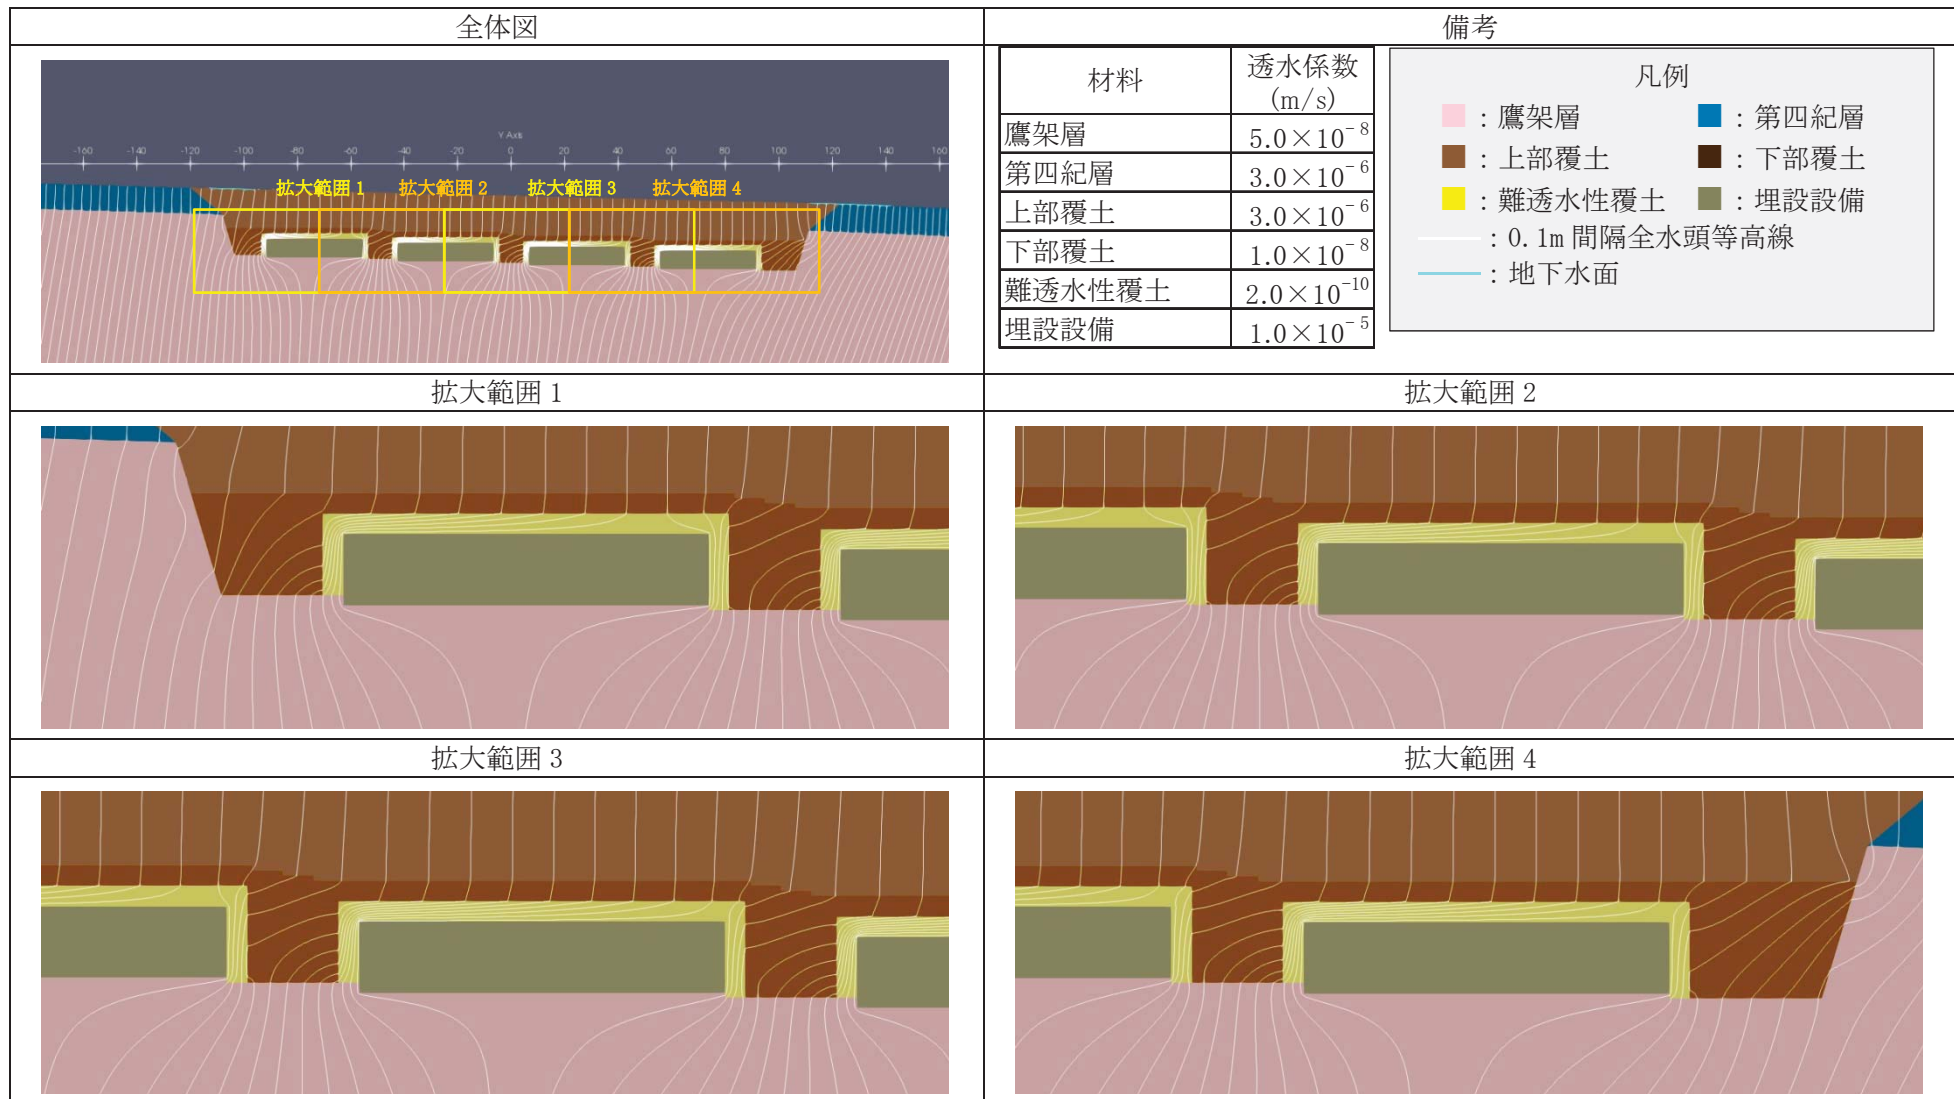 全体図
備考
Y Axis
-160 -140 -120 -100 -80 -60 -40 -20 0 20 40 60 80 100 120 140 160
拡大範囲1 拡大範囲2 拡大範囲3 拡大範囲4
材料 透水係数
(m/s)
鷹架層 5.0×10⁻⁸
第四紀層 3.0×10⁻⁶
上部覆土 3.0×10⁻⁶
下部覆土 1.0×10⁻⁸
難透水性覆土 2.0×10⁻¹⁰
埋設設備 1.0×10⁻⁵
凡例
：鷹架層 ：第四紀層
：上部覆土 ：下部覆土
：難透水性覆土 ：埋設設備
：0.1m間隔全水頭等高線
：地下水面
拡大範囲1
拡大範囲2
拡大範囲3
拡大範囲4